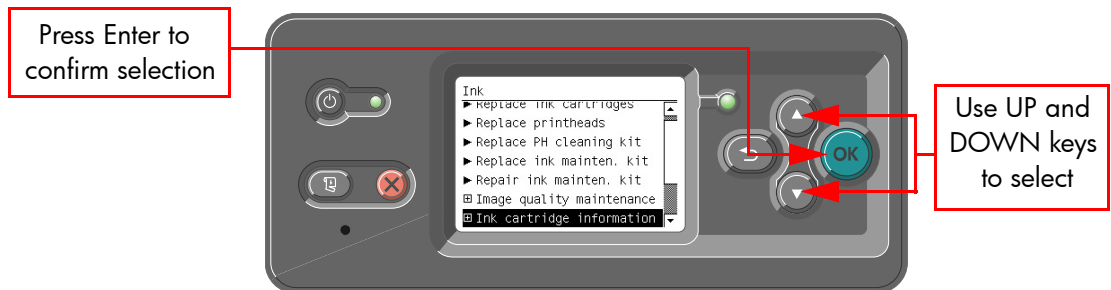 Press Enter to
confirm selection
Ink
▶ Replace ink cartridges
▶ Replace printheads
▶ Replace PH cleaning kit
▶ Replace ink mainten. kit
▶ Repair ink mainten. kit
⊞ Image quality maintenance
⊞ Ink cartridge information
OK
Use UP and
DOWN keys
to select